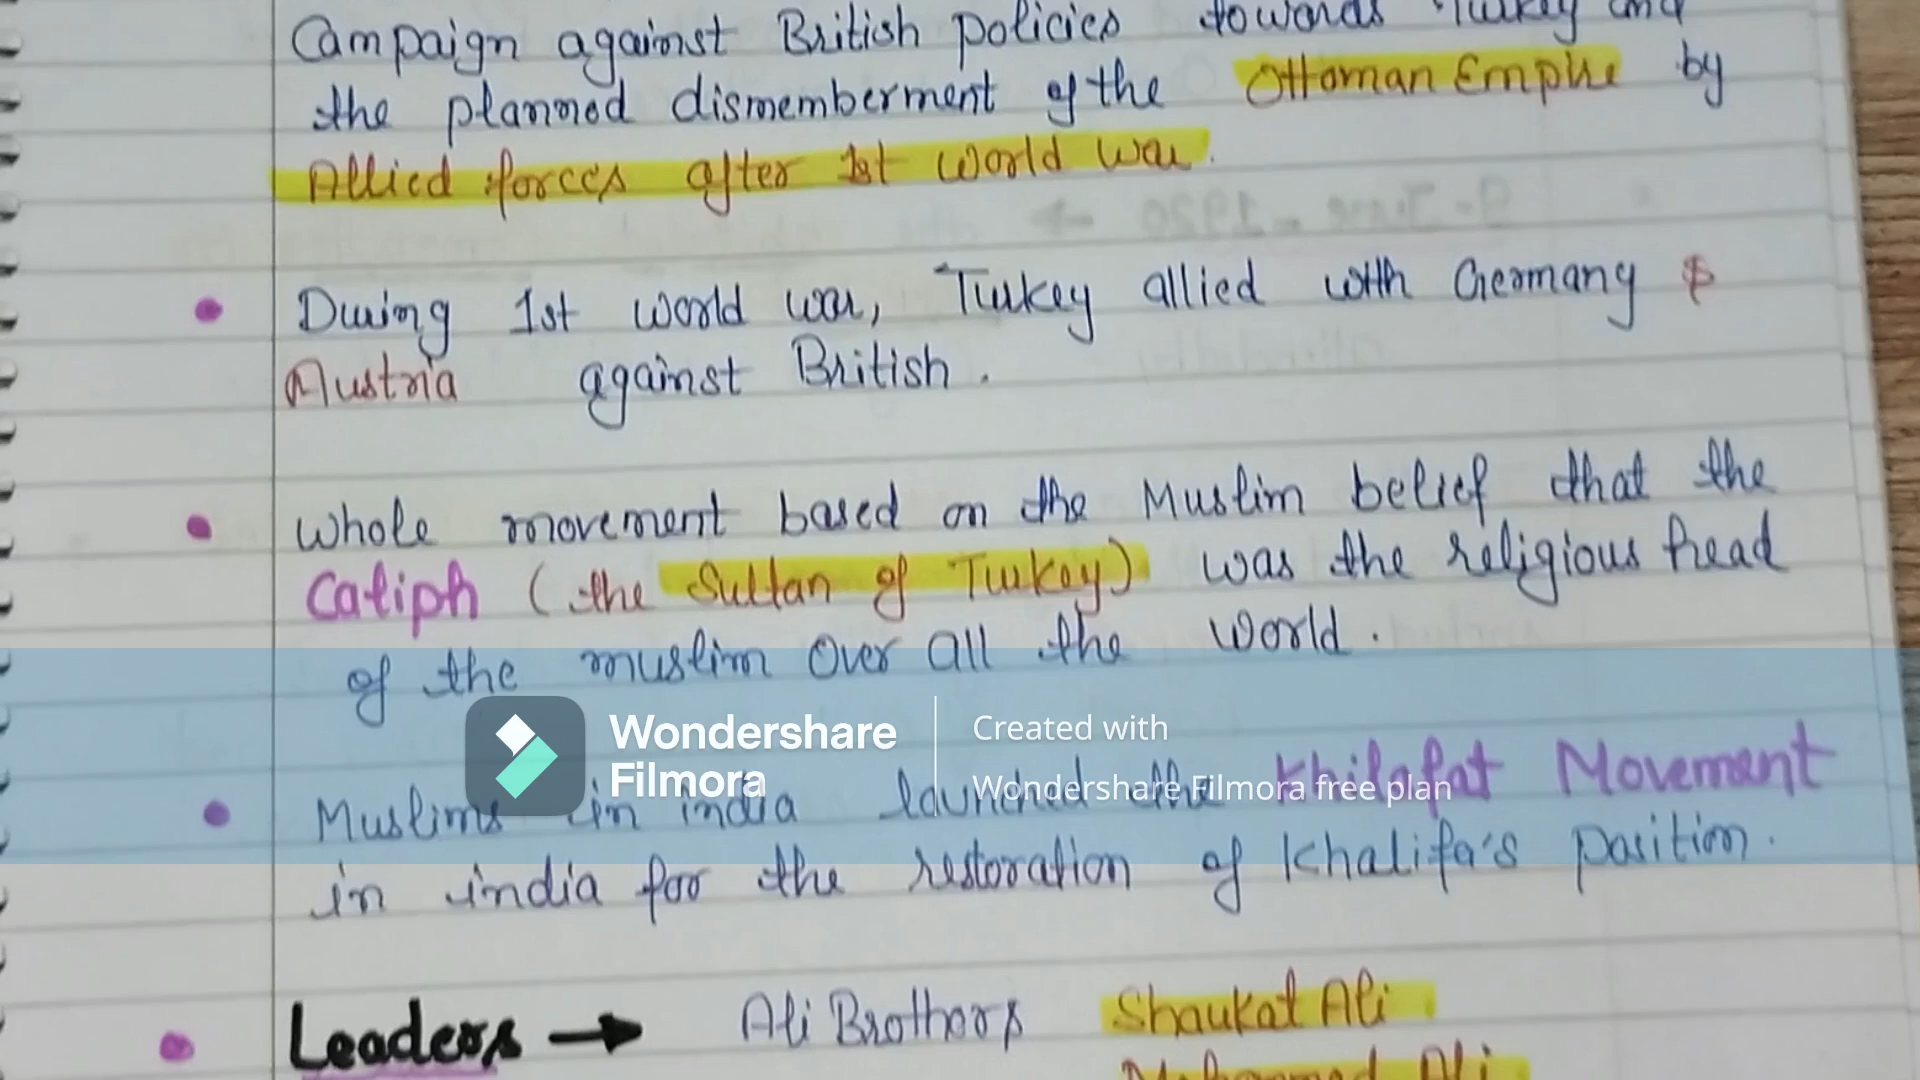 Campaign against British policies towards Turkey and
the planned dismemberment of the Ottoman Empire by
Allied forces after 1st world war.
During 1st world war, Turkey allied with Germany &
Austria against British.
Whole movement based on the Muslim belief that the
Caliph (the Sultan of Turkey) was the religious head
of the muslim over all the world.
Wondershare Filmora
Created with
Wondershare Filmora free plan
Muslims in india launched the Khilafat Movement
in india for the restoration of Khalifa's position.
Leaders → Ali Brothers Shaukat Ali
Mohammad Ali